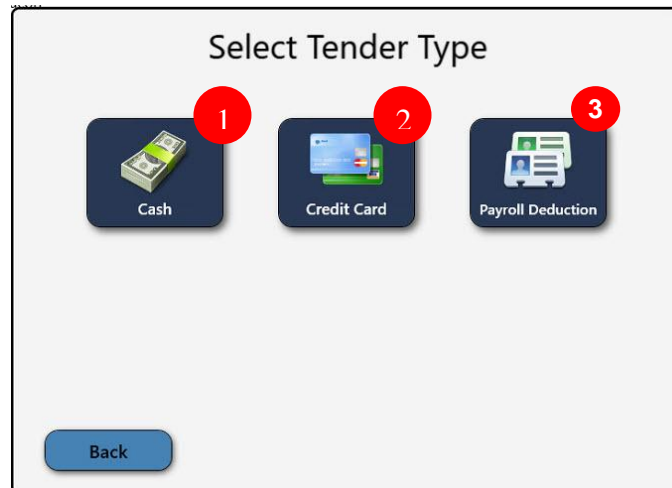 Select Tender Type
1
2
3
Cash
Credit Card
Payroll Deduction
Back